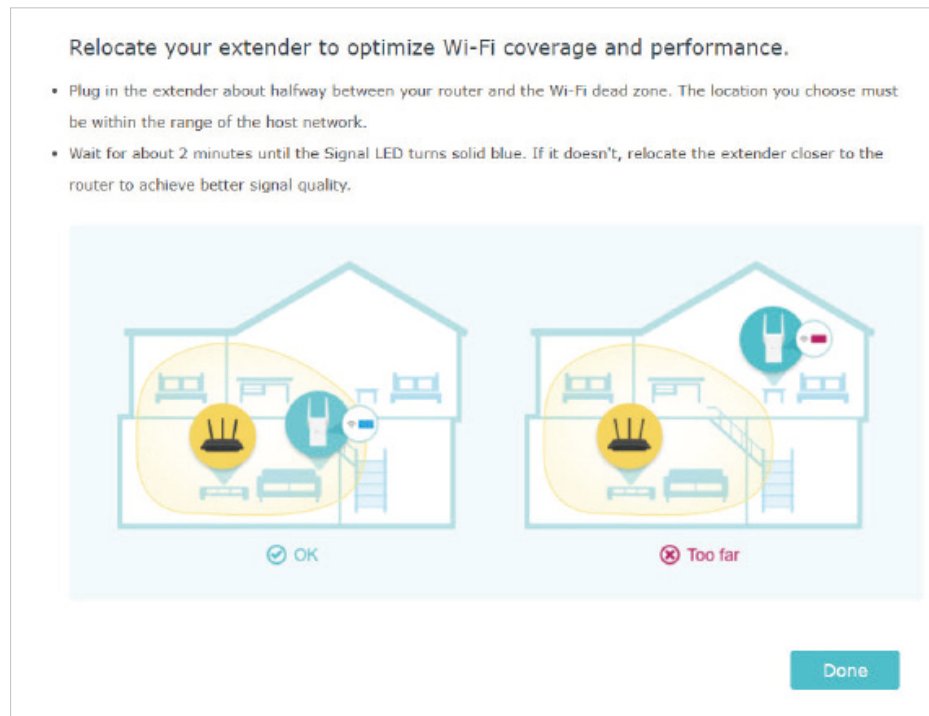 Relocate your extender to optimize Wi-Fi coverage and performance.
• Plug in the extender about halfway between your router and the Wi-Fi dead zone. The location you choose must
be within the range of the host network.
• Wait for about 2 minutes until the Signal LED turns solid blue. If it doesn't, relocate the extender closer to the
router to achieve better signal quality.
OK
Too far
Done